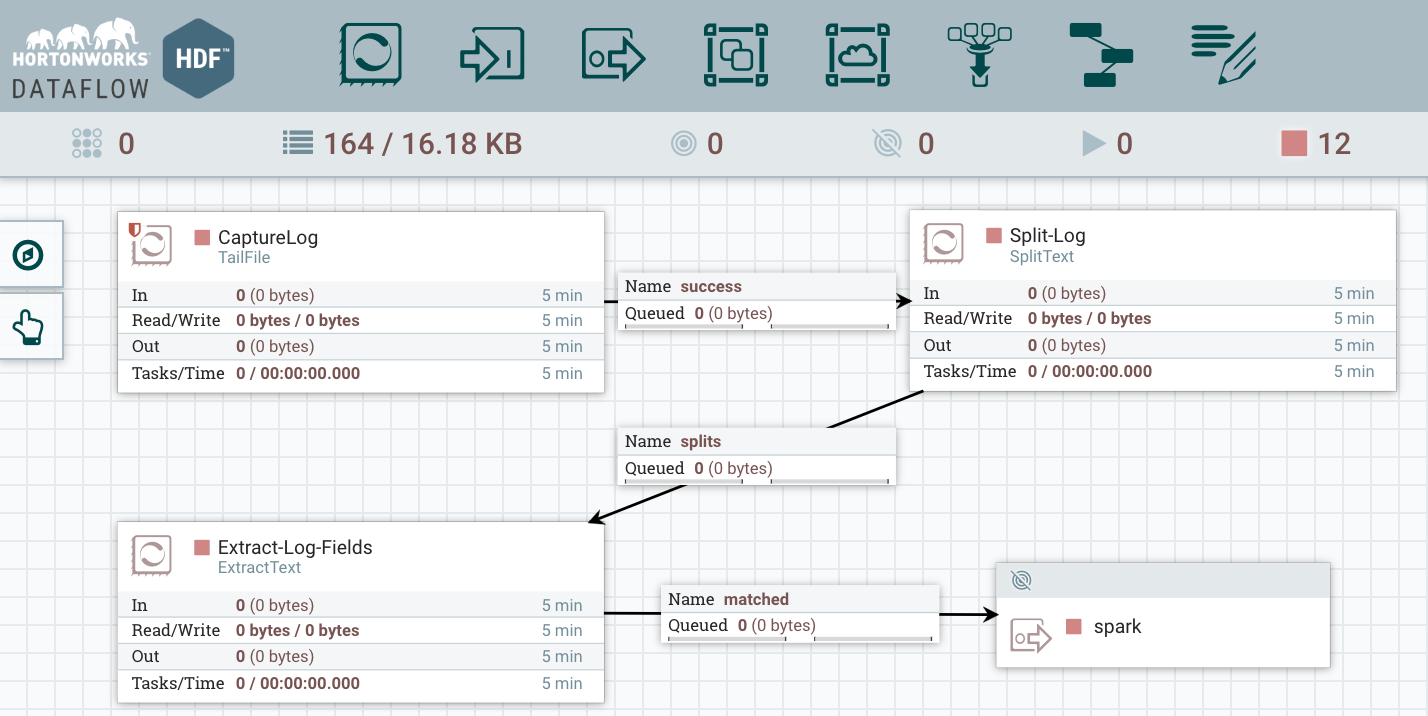 HORTONWORKS
DATAFLOW
HDF™
0
164 / 16.18 KB
0
0
0
12
CaptureLog
TailFile
In 0 (0 bytes) 5 min
Read/Write 0 bytes / 0 bytes 5 min
Out 0 (0 bytes) 5 min
Tasks/Time 0 / 00:00:00.000 5 min
Name success
Queued 0 (0 bytes)
Split-Log
SplitText
In 0 (0 bytes) 5 min
Read/Write 0 bytes / 0 bytes 5 min
Out 0 (0 bytes) 5 min
Tasks/Time 0 / 00:00:00.000 5 min
Name splits
Queued 0 (0 bytes)
Extract-Log-Fields
ExtractText
In 0 (0 bytes) 5 min
Read/Write 0 bytes / 0 bytes 5 min
Out 0 (0 bytes) 5 min
Tasks/Time 0 / 00:00:00.000 5 min
Name matched
Queued 0 (0 bytes)
spark